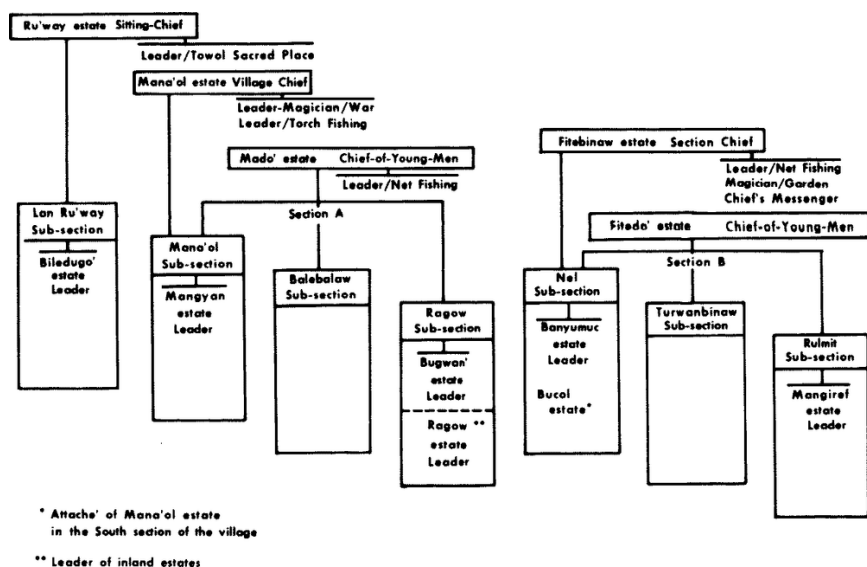 Ru'way estate Sitting-Chief
Leader/Towol Sacred Place
Mana'ol estate Village Chief
Leader-Magician/War
Leader/Torch Fishing
Mado' estate Chief-of-Young-Men
Leader/Net Fishing
Section A
Lan Ru'way
Sub-section
Biledugo'
estate
Leader
Mana'ol
Sub-section
Mangyan
estate
Leader
Balebalaw
Sub-section
Ragow
Sub-section
Bugwan'
estate
Leader
Ragow **
estate
Leader
Fitebinaw estate Section Chief
Leader/Net Fishing
Magician/Garden
Chief's Messenger
Fitedo' estate Chief-of-Young-Men
Section B
Nel
Sub-section
Banyumuc
estate
Leader
Bucol
estate*
Turwanbinaw
Sub-section
Rulmit
Sub-section
Mangiref
estate
Leader
* Attache' of Mana'ol estate
in the South section of the village
** Leader of inland estates